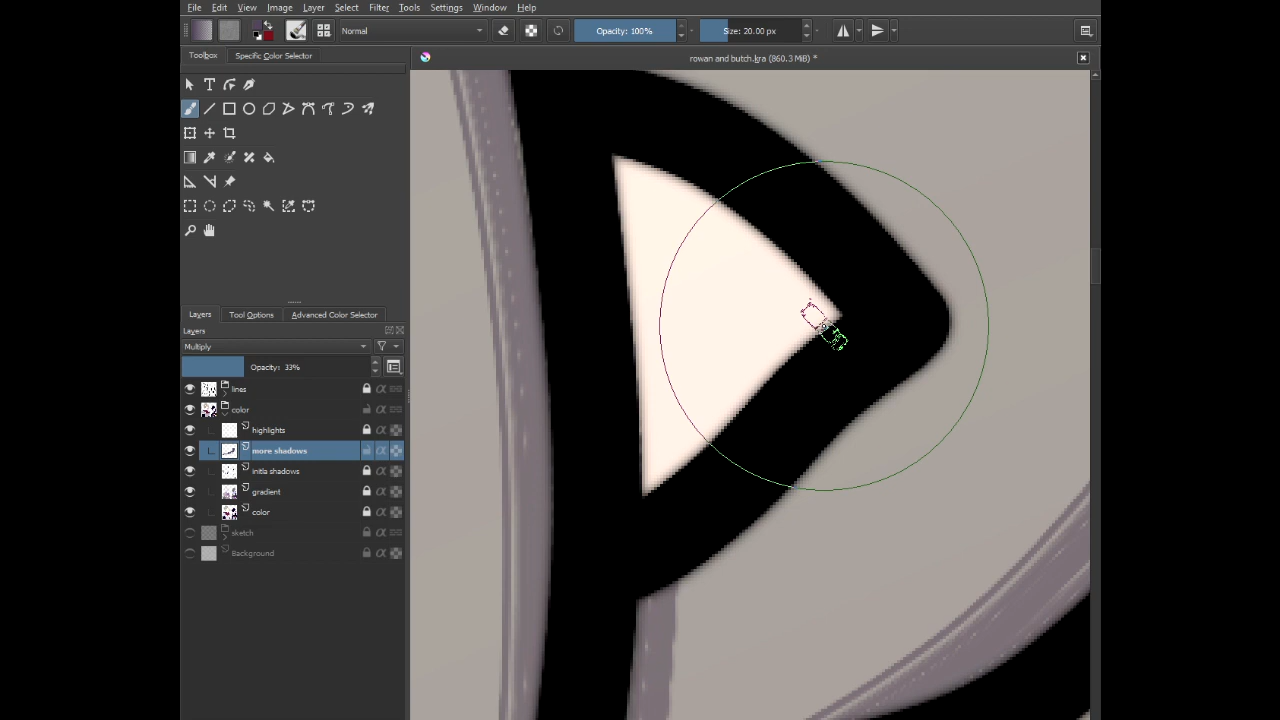 File Edit View Image Layer Select Filter Tools Settings Window Help
Normal Opacity: 100% Size: 20.00 px
Toolbox Specific Color Selector
rowan and butch.kra (860.3 MiB) *
Layers Tool Options Advanced Color Selector
Layers
Multiply
Opacity: 33%
lines
color
highlights
more shadows
initla shadows
gradient
color
sketch
Background